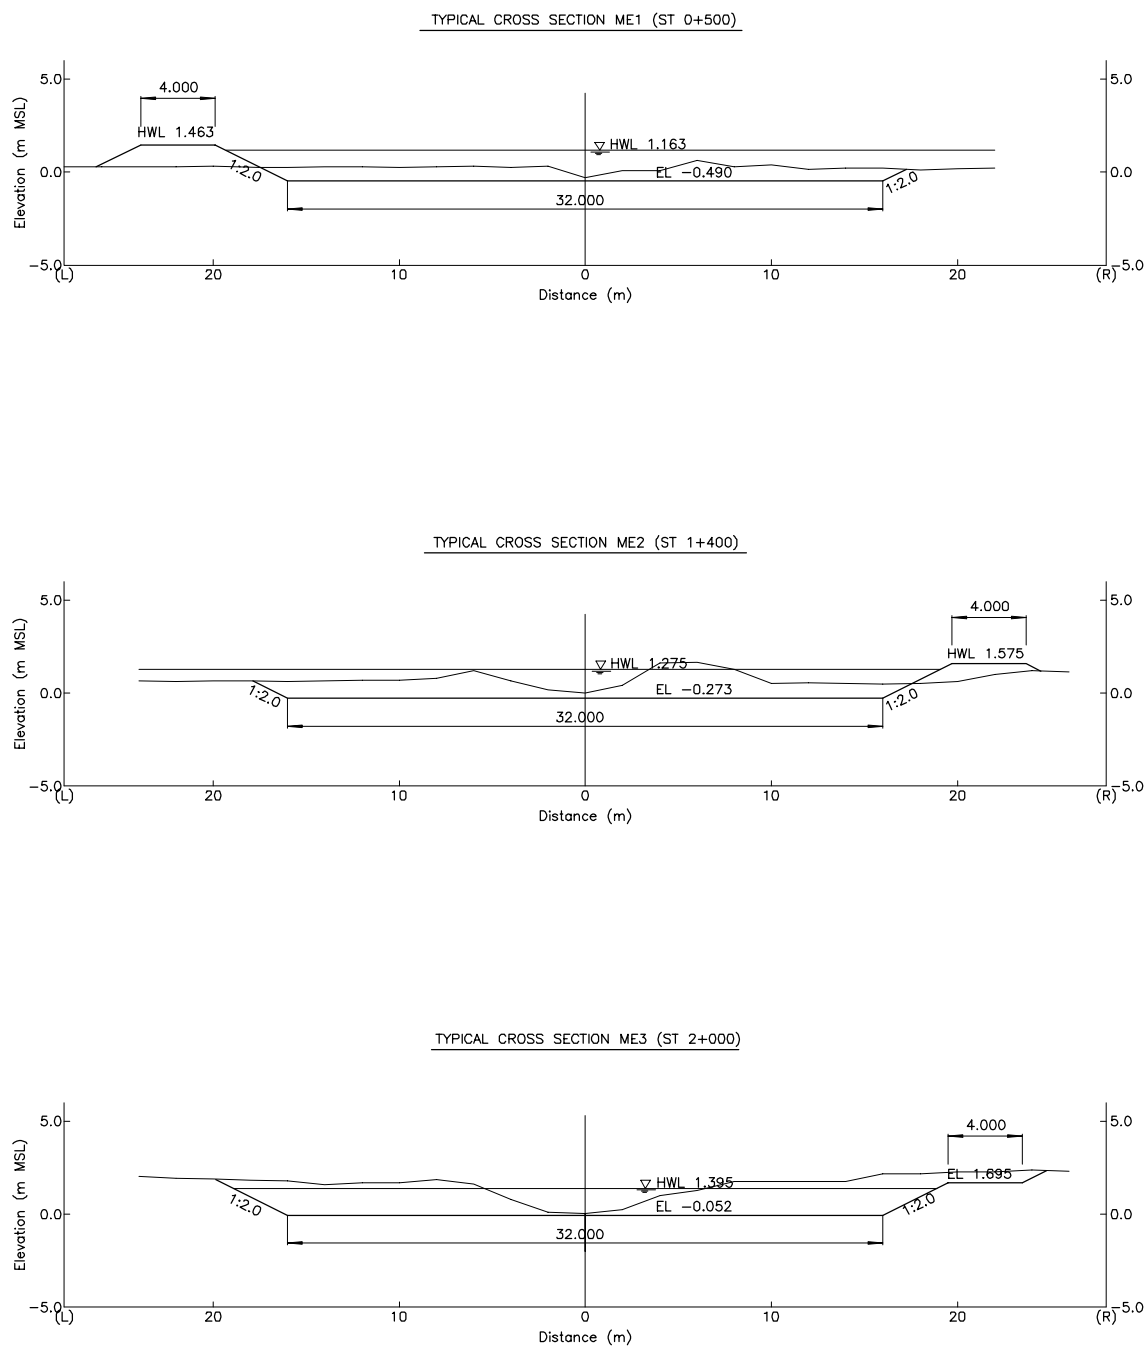 TYPICAL CROSS SECTION ME1 (ST 0+500)
5.0
4.000
5.0
HWL 1.463
HWL 1.163
Elevation (m MSL)
0.0
1:2.0
EL -0.490
1:2.0
0.0
Elevation (m MSL)
32.000
-5.0
-5.0
(L)
20
10
0
10
20
(R)
Distance (m)
TYPICAL CROSS SECTION ME2 (ST 1+400)
5.0
4.000
5.0
HWL 1.575
HWL 1.275
Elevation (m MSL)
0.0
1:2.0
EL -0.273
1:2.0
0.0
Elevation (m MSL)
32.000
-5.0
-5.0
(L)
20
10
0
10
20
(R)
Distance (m)
TYPICAL CROSS SECTION ME3 (ST 2+000)
5.0
4.000
5.0
EL 1.695
HWL 1.395
Elevation (m MSL)
0.0
1:2.0
EL -0.052
1:2.0
0.0
Elevation (m MSL)
32.000
-5.0
-5.0
(L)
20
10
0
10
20
(R)
Distance (m)